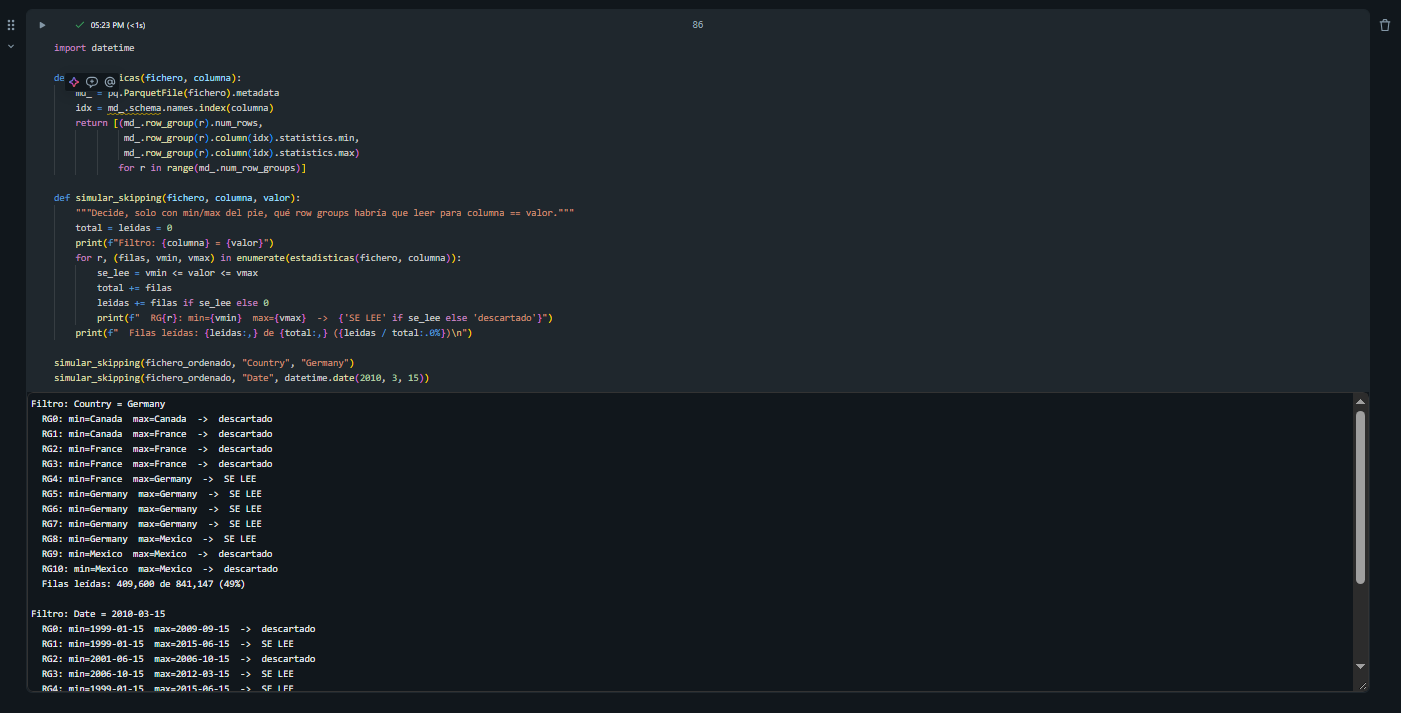 05:23 PM (<1s)
86
import datetime
de icas(fichero, columna):
md_ = pq.ParquetFile(fichero).metadata
idx = md_.schema.names.index(columna)
return [(md_.row_group(r).num_rows,
md_.row_group(r).column(idx).statistics.min,
md_.row_group(r).column(idx).statistics.max)
for r in range(md_.num_row_groups)]
def simular_skipping(fichero, columna, valor):
"""Decide, solo con min/max del pie, qué row groups habría que leer para columna == valor."""
total = leidas = 0
print(f"Filtro: {columna} = {valor}")
for r, (filas, vmin, vmax) in enumerate(estadisticas(fichero, columna)):
se_lee = vmin <= valor <= vmax
total += filas
leidas += filas if se_lee else 0
print(f"  RG{r}: min={vmin}  max={vmax}  ->  {'SE LEE' if se_lee else 'descartado'}")
print(f"  Filas leídas: {leidas:,} de {total:,} ({leidas / total:.0%})\n")
simular_skipping(fichero_ordenado, "Country", "Germany")
simular_skipping(fichero_ordenado, "Date", datetime.date(2010, 3, 15))
Filtro: Country = Germany
RG0: min=Canada  max=Canada  ->  descartado
RG1: min=Canada  max=France  ->  descartado
RG2: min=France  max=France  ->  descartado
RG3: min=France  max=France  ->  descartado
RG4: min=France  max=Germany  ->  SE LEE
RG5: min=Germany  max=Germany  ->  SE LEE
RG6: min=Germany  max=Germany  ->  SE LEE
RG7: min=Germany  max=Germany  ->  SE LEE
RG8: min=Germany  max=Mexico  ->  SE LEE
RG9: min=Mexico  max=Mexico  ->  descartado
RG10: min=Mexico  max=Mexico  ->  descartado
Filas leídas: 409,600 de 841,147 (49%)
Filtro: Date = 2010-03-15
RG0: min=1999-01-15  max=2009-09-15  ->  descartado
RG1: min=1999-01-15  max=2015-06-15  ->  SE LEE
RG2: min=2001-06-15  max=2006-10-15  ->  descartado
RG3: min=2006-10-15  max=2012-03-15  ->  SE LEE
RG4: min=1999-01-15  max=2015-06-15  ->  SE LEE